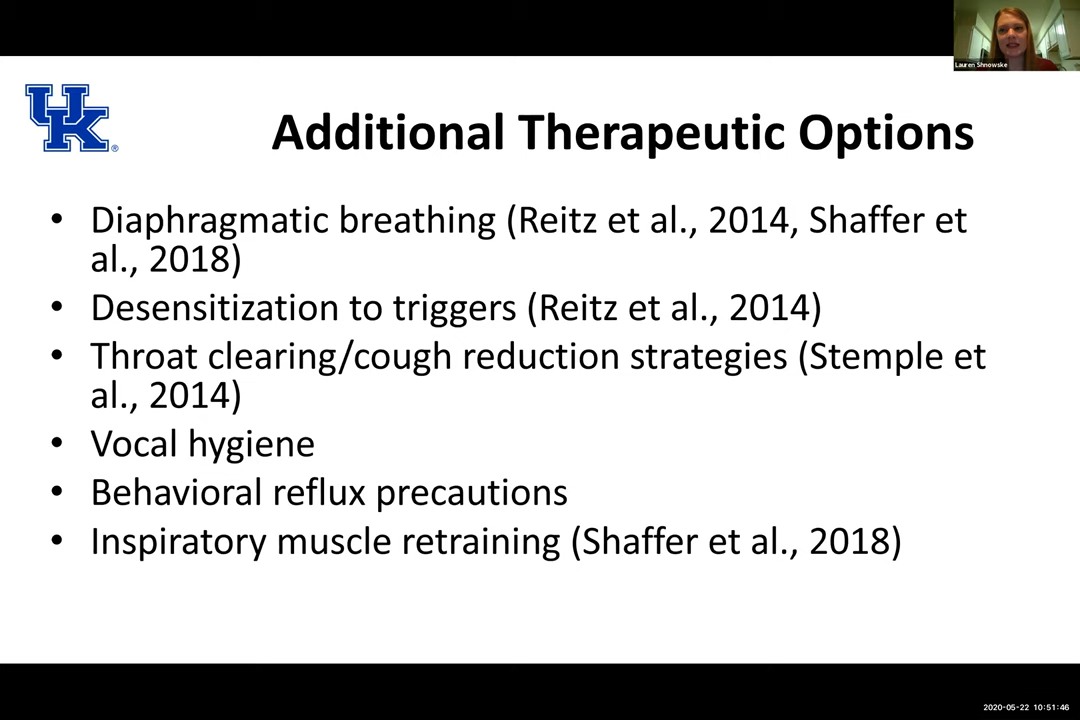 Lauren Shnowske
UK
Additional Therapeutic Options
• Diaphragmatic breathing (Reitz et al., 2014, Shaffer et
al., 2018)
• Desensitization to triggers (Reitz et al., 2014)
• Throat clearing/cough reduction strategies (Stemple et
al., 2014)
• Vocal hygiene
• Behavioral reflux precautions
• Inspiratory muscle retraining (Shaffer et al., 2018)
2020-05-22 10:51:46